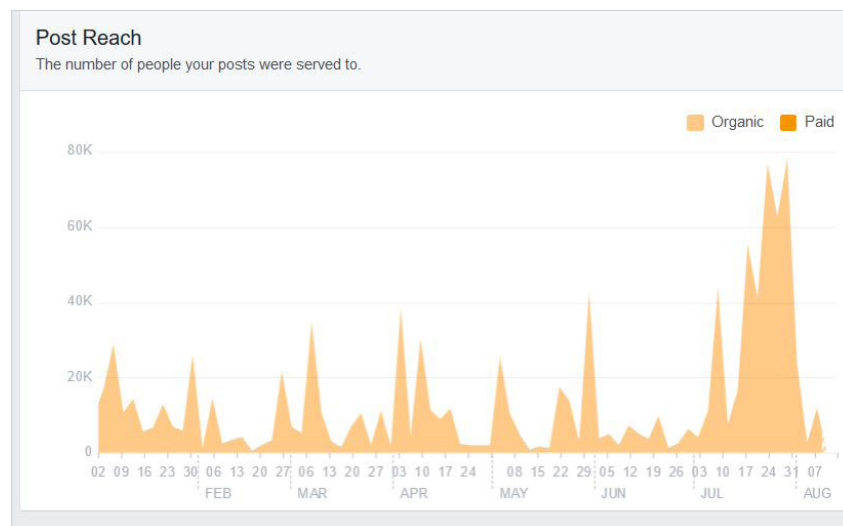 Post Reach
The number of people your posts were served to.
Organic Paid
80K
60K
40K
20K
0
02 09 16 23 30 06 13 20 27 06 13 20 27 03 10 17 24 08 15 22 29 05 12 19 26 03 10 17 24 31 07
FEB MAR APR MAY JUN JUL AUG